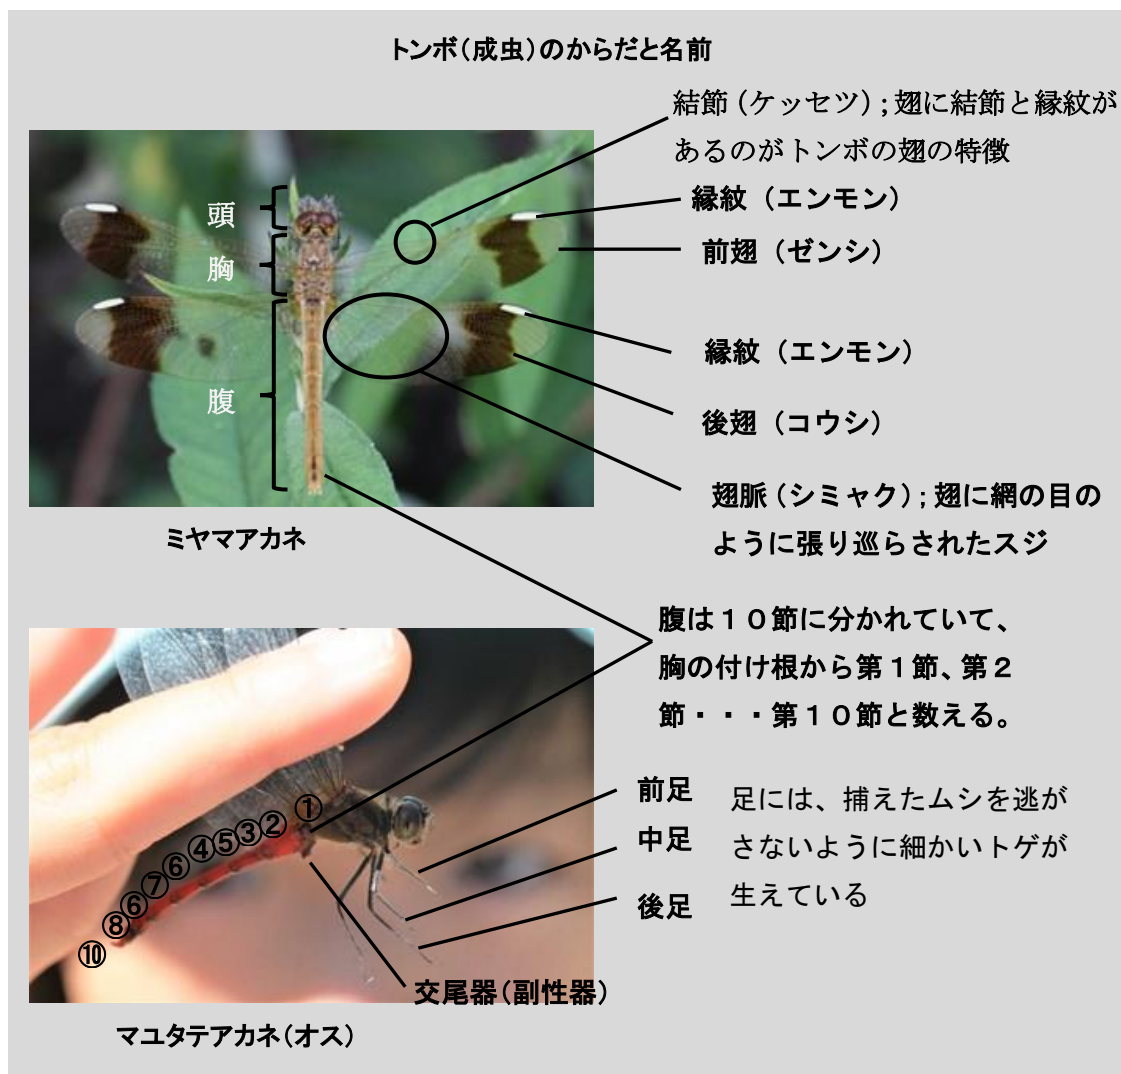 トンボ（成虫）のからだと名前
結節（ケッセツ）；翅に結節と縁紋が
あるのがトンボの翅の特徴
縁紋（エンモン）
前翅（ゼンシ）
頭
胸
腹
縁紋（エンモン）
後翅（コウシ）
翅脈（シミャク）；翅に網の目の
ように張り巡らされたスジ
ミヤマアカネ
腹は１０節に分かれていて、
胸の付け根から第１節、第２
節・・・第１０節と数える。
前足
中足
後足
足には、捕えたムシを逃が
さないように細かいトゲが
生えている
①
②
③
⑤
④
⑥
⑦
⑥
⑧
⑩
交尾器（副性器）
マユタテアカネ（オス）